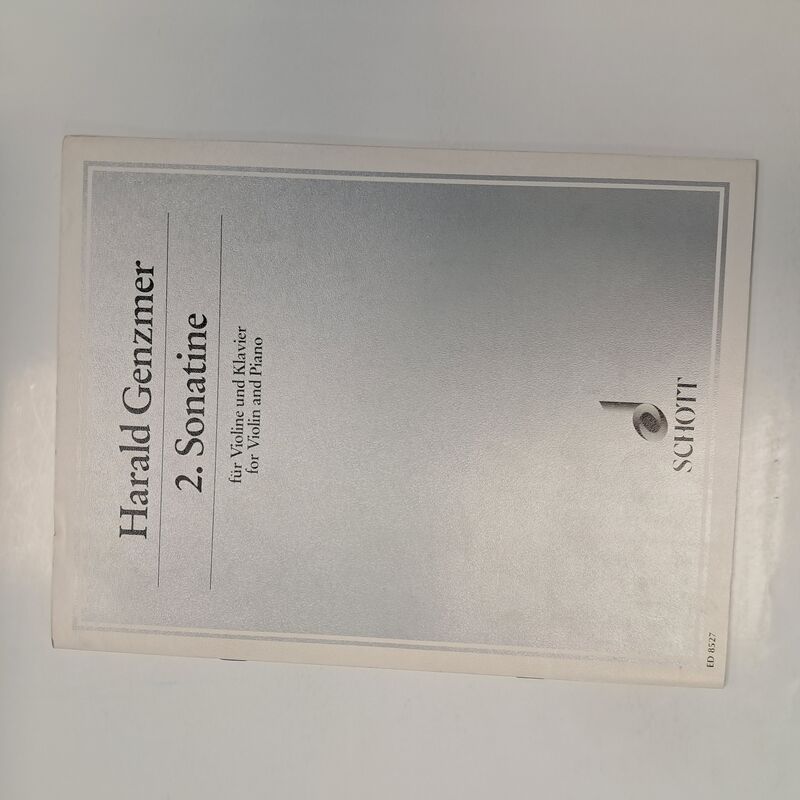 Harald Genzmer
2. Sonatine
für Violine und Klavier
for Violin and Piano
SCHOTT
ED 8527